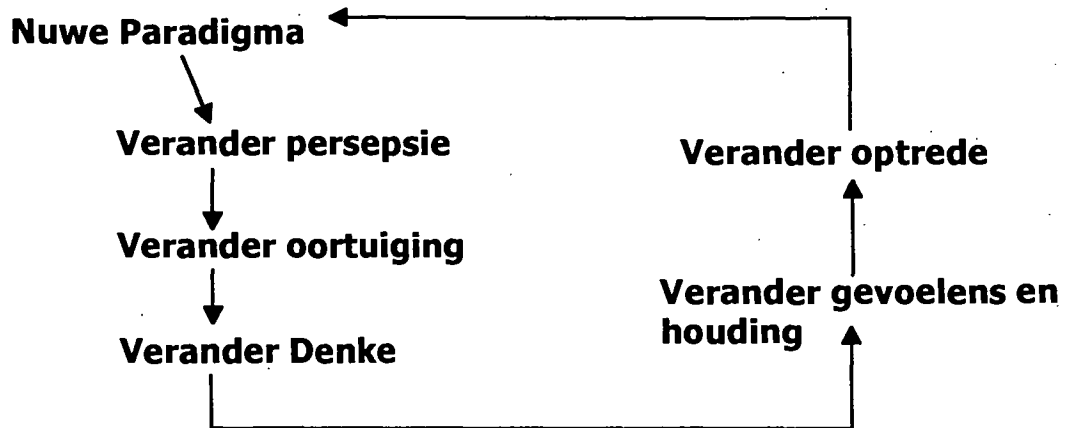 Nuwe Paradigma
Verander persepsie
Verander oortuiging
Verander Denke
Verander gevoelens en
houding
Verander optrede